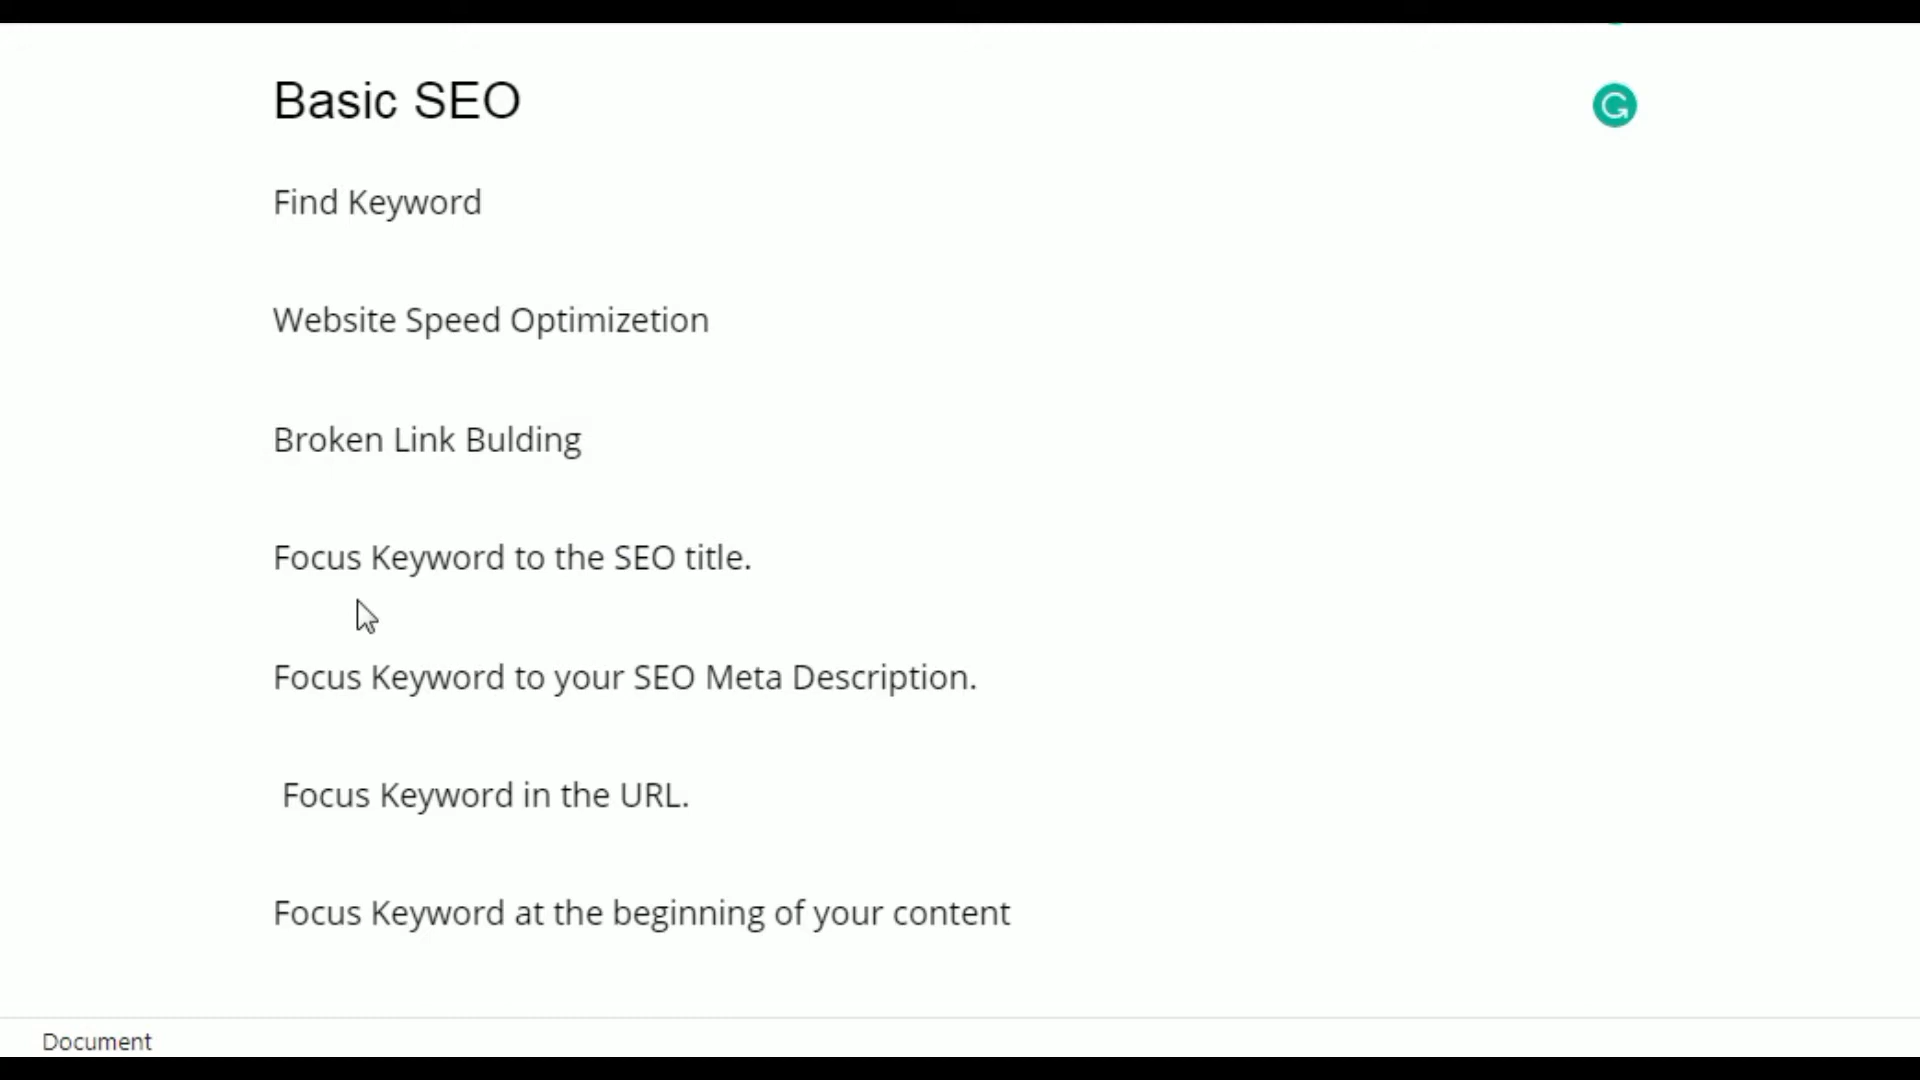 Basic SEO
Find Keyword
Website Speed Optimizetion
Broken Link Bulding
Focus Keyword to the SEO title.
Focus Keyword to your SEO Meta Description.
Focus Keyword in the URL.
Focus Keyword at the beginning of your content
Document